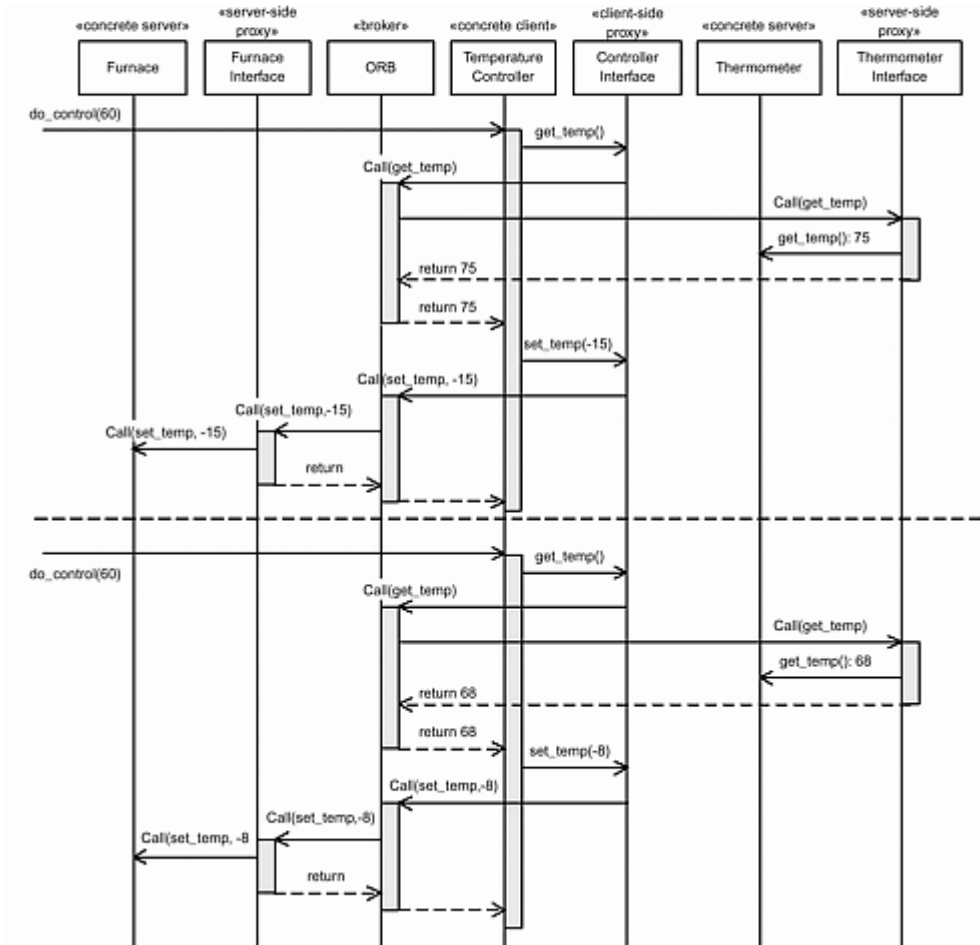 «concrete server»
«server-side
proxy»
«broker»
«concrete client»
«client-side
proxy»
«concrete server»
«server-side
proxy»
Furnace
Furnace
Interface
ORB
Temperature
Controller
Controller
Interface
Thermometer
Thermometer
Interface
do_control(60)
get_temp()
Call(get_temp)
Call(get_temp)
get_temp(): 75
return 75
return 75
set_temp(-15)
Call(set_temp, -15)
Call(set_temp,-15)
Call(set_temp, -15)
return
do_control(60)
get_temp()
Call(get_temp)
Call(get_temp)
get_temp(): 68
return 68
return 68
set_temp(-8)
Call(set_temp,-8)
Call(set_temp,-8)
Call(set_temp, -8
return